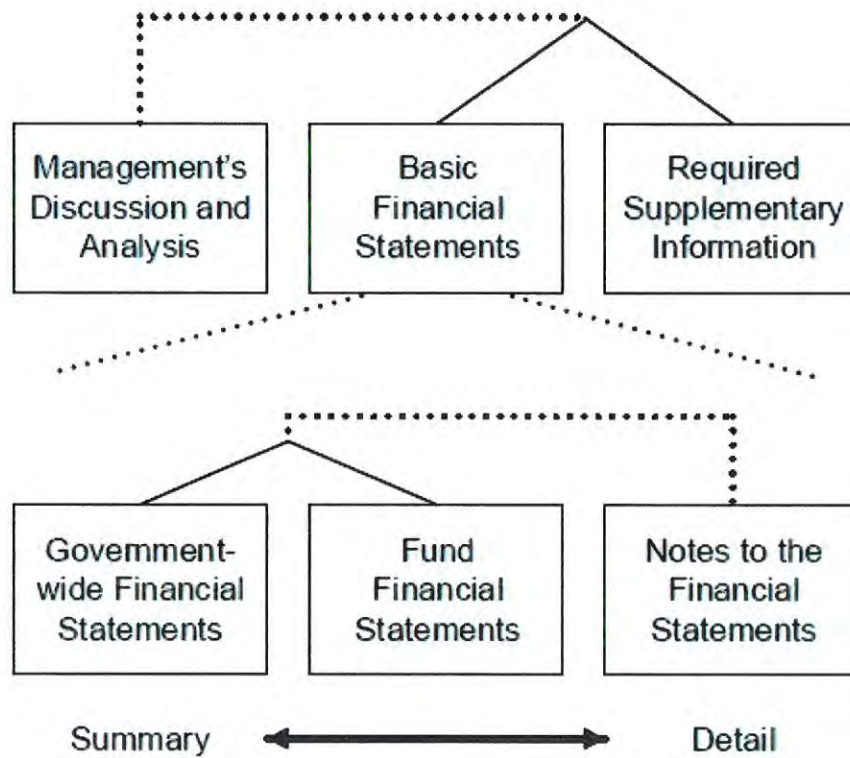 Management's
Discussion and
Analysis
Basic
Financial
Statements
Required
Supplementary
Information
Government-
wide Financial
Statements
Fund
Financial
Statements
Notes to the
Financial
Statements
Summary
Detail